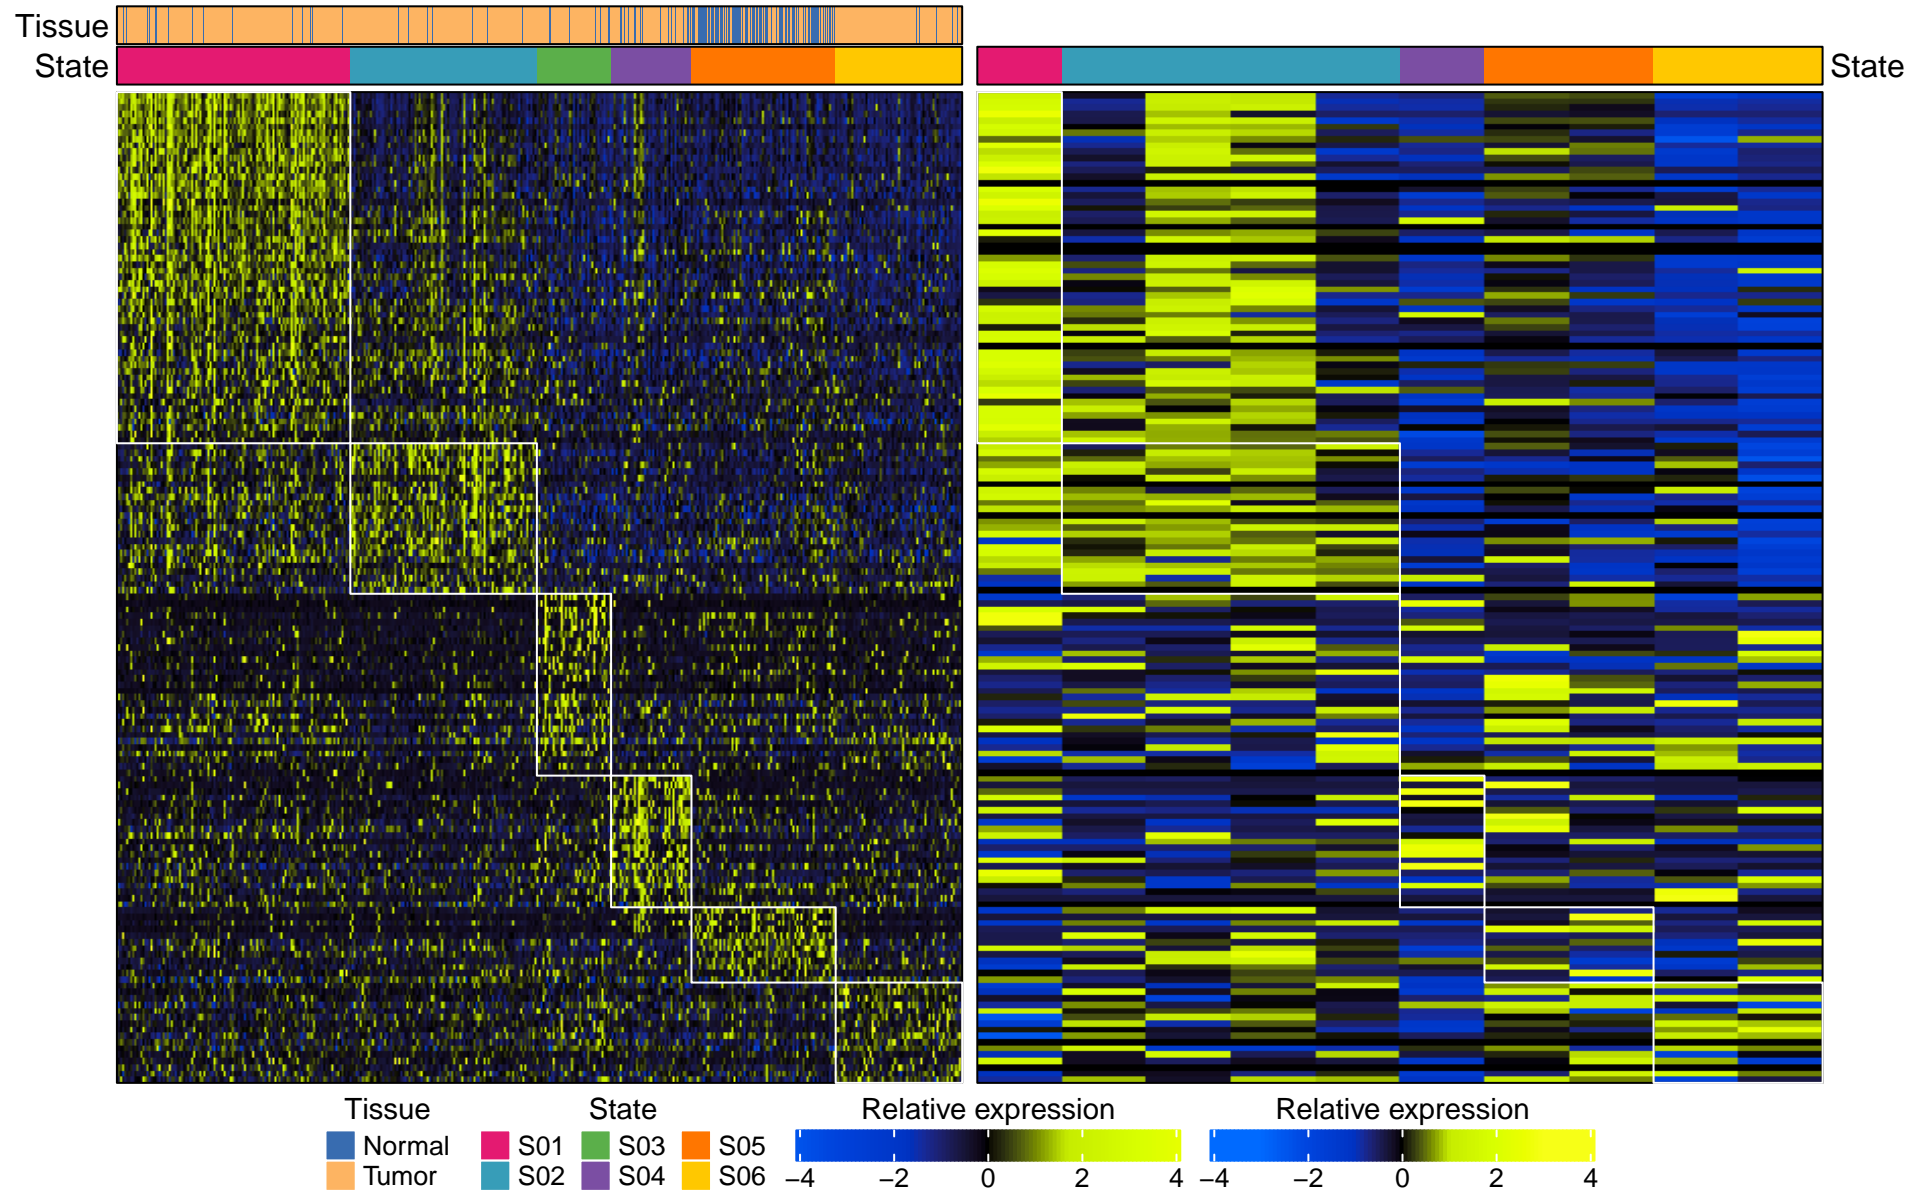 Tissue
State
State
Tissue State Relative expression Relative expression
Normal S01 S03 S05
Tumor S02 S04 S06
−4 −2 0 2 4 −4 −2 0 2 4